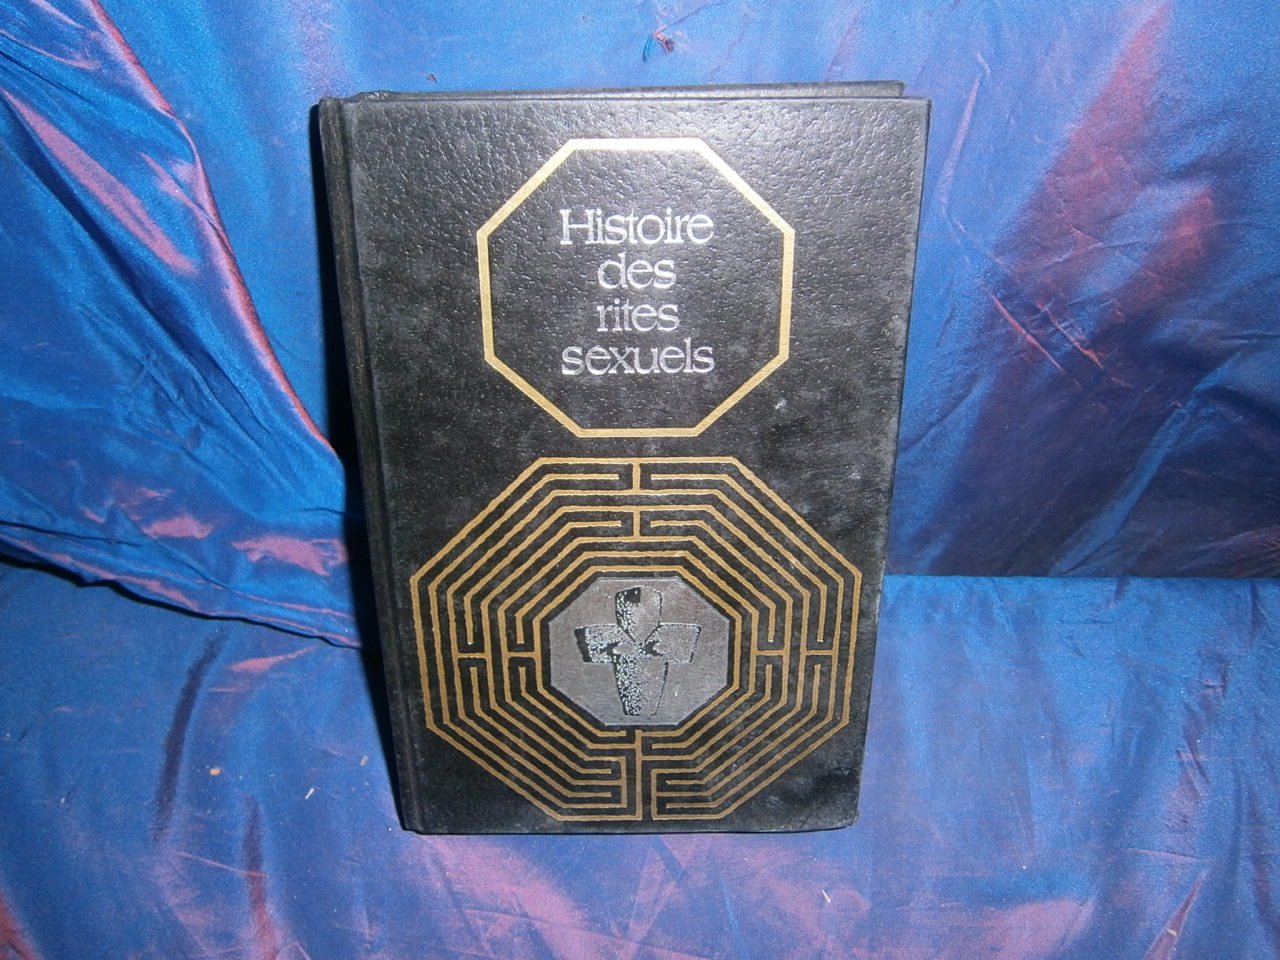 Histoire
des
rites
sexuels